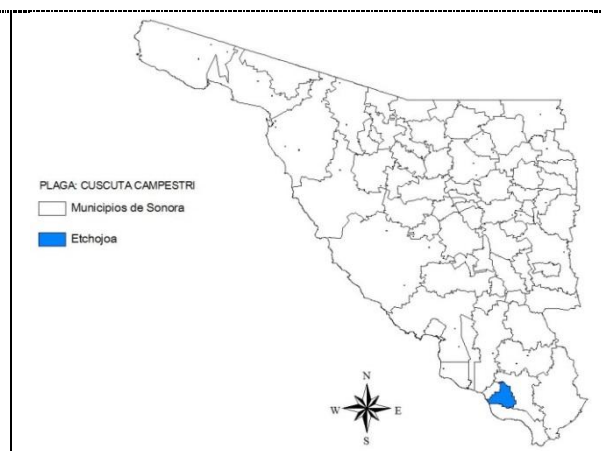 PLAGA: CUSCUTA CAMPESTRI
Municipios de Sonora
Etchojoa
N
W E
S